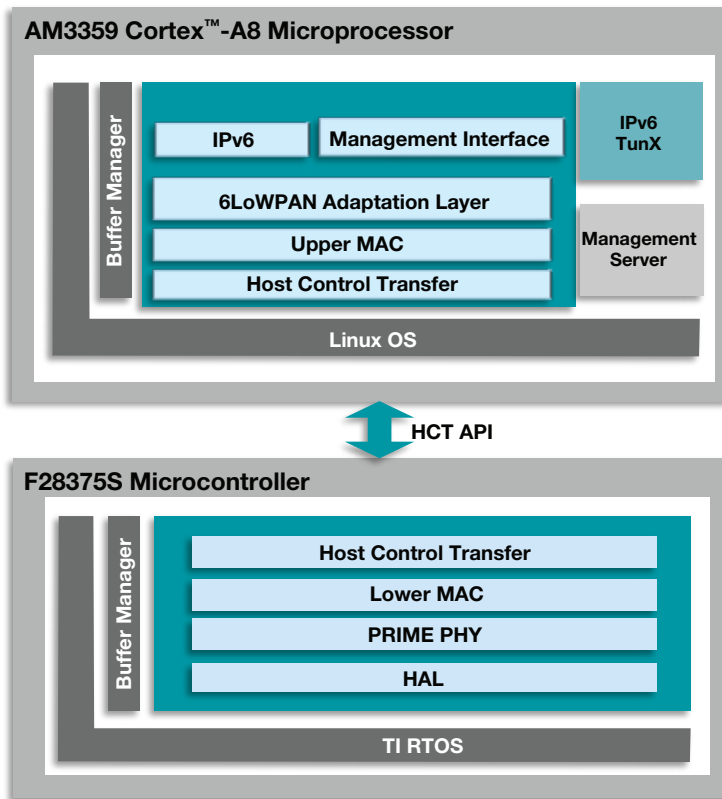 AM3359 Cortex™-A8 Microprocessor
Buffer Manager
IPv6
Management Interface
6LoWPAN Adaptation Layer
Upper MAC
Host Control Transfer
IPv6
TunX
Management
Server
Linux OS
HCT API
F28375S Microcontroller
Buffer Manager
Host Control Transfer
Lower MAC
PRIME PHY
HAL
TI RTOS